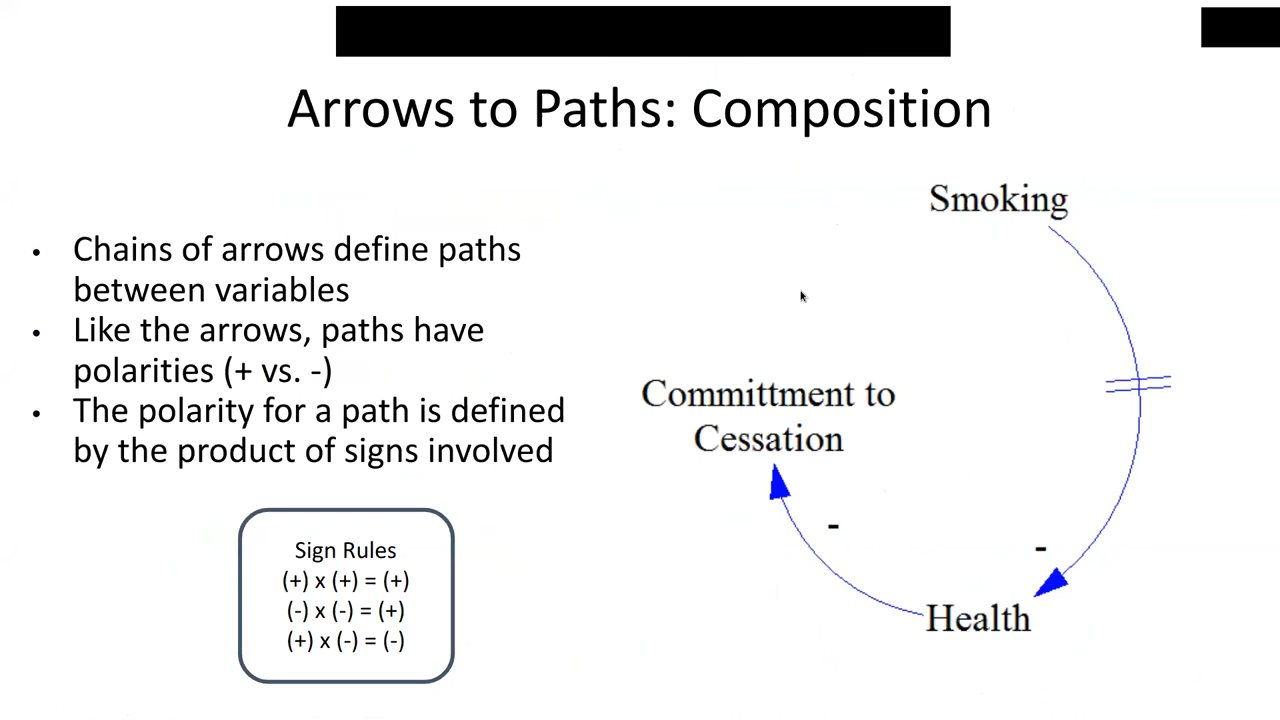 Arrows to Paths: Composition
• Chains of arrows define paths
between variables
• Like the arrows, paths have
polarities (+ vs. -)
• The polarity for a path is defined
by the product of signs involved
Sign Rules
(+) x (+) = (+)
(-) x (-) = (+)
(+) x (-) = (-)
Smoking
Committment to
Cessation
-
-
Health